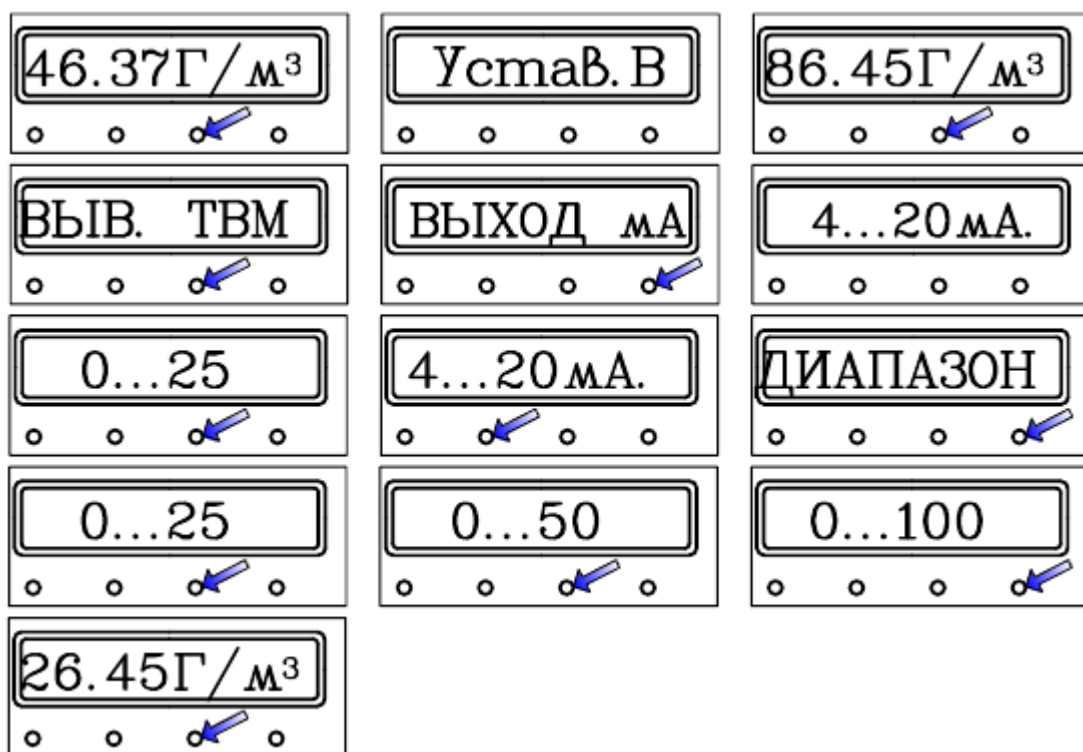 46.37Г/м³
Устав. В
86.45Г/м³
ВЫВ. ТВМ
ВЫХОД мА
4...20мА.
0...25
4...20мА.
ДИАПАЗОН
0...25
0...50
0...100
26.45Г/м³